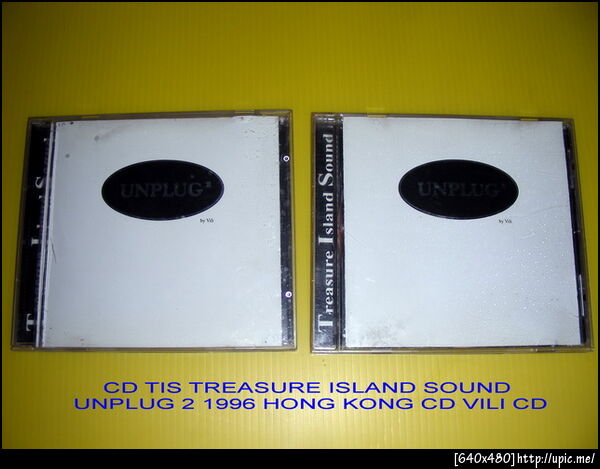 UNPLUG²
by Vili
Treasure Island Sound
UNPLUG²
by Vili
CD TIS TREASURE ISLAND SOUND
UNPLUG 2 1996 HONG KONG CD VILI CD
[640x480]http://upic.me/